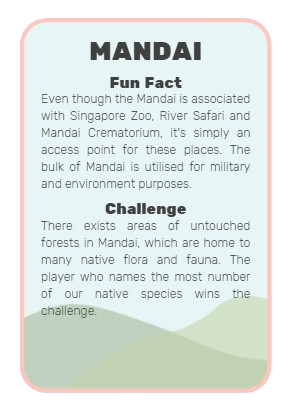 MANDAI
Fun Fact
Even though the Mandai is associated
with Singapore Zoo, River Safari and
Mandai Crematorium, it's simply an
access point for these places. The
bulk of Mandai is utilised for military
and environment purposes.
Challenge
There exists areas of untouched
forests in Mandai, which are home to
many native flora and fauna. The
player who names the most number
of our native species wins the
challenge.